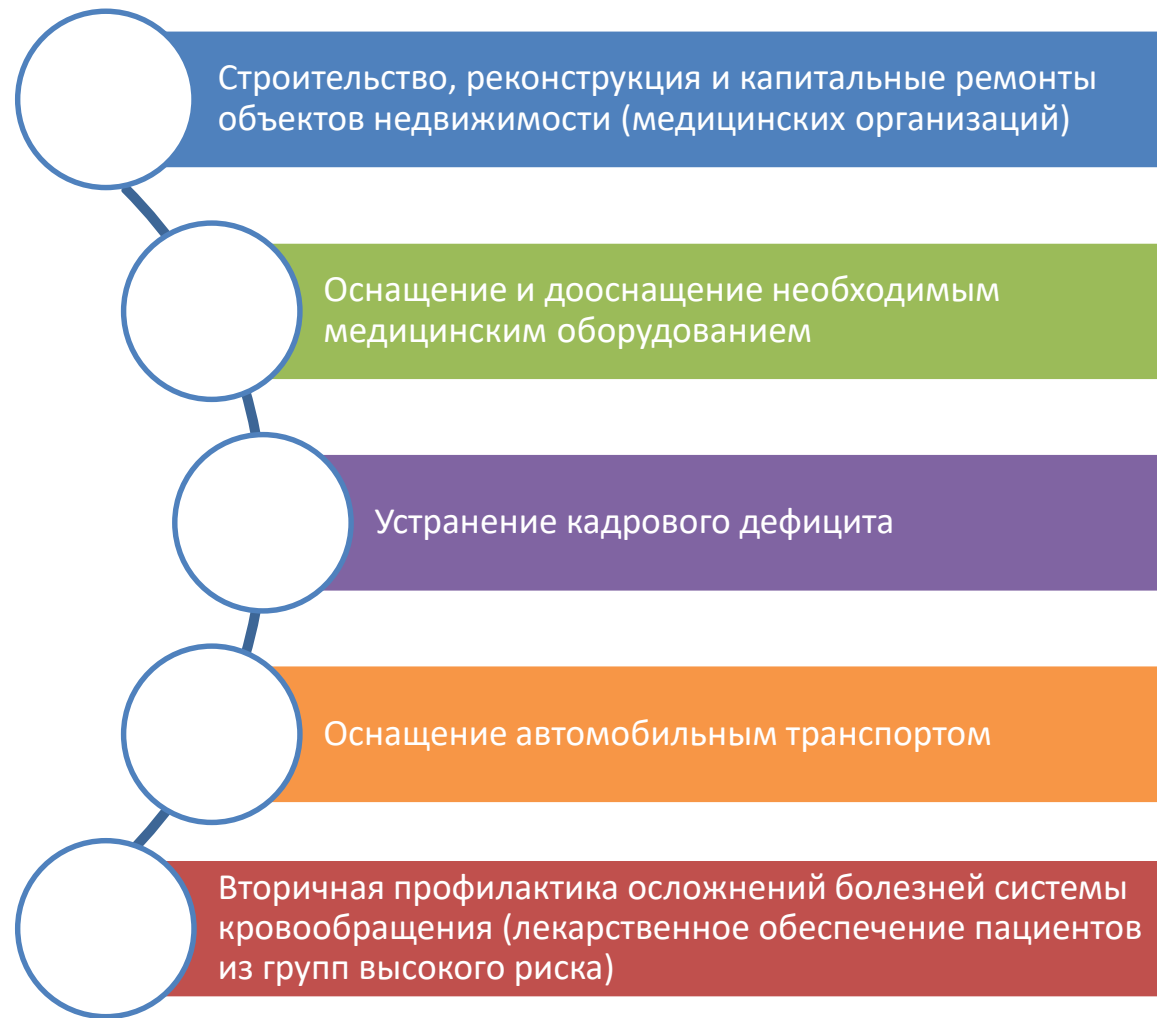 Строительство, реконструкция и капитальные ремонты
объектов недвижимости (медицинских организаций)
Оснащение и дооснащение необходимым
медицинским оборудованием
Устранение кадрового дефицита
Оснащение автомобильным транспортом
Вторичная профилактика осложнений болезней системы
кровообращения (лекарственное обеспечение пациентов
из групп высокого риска)